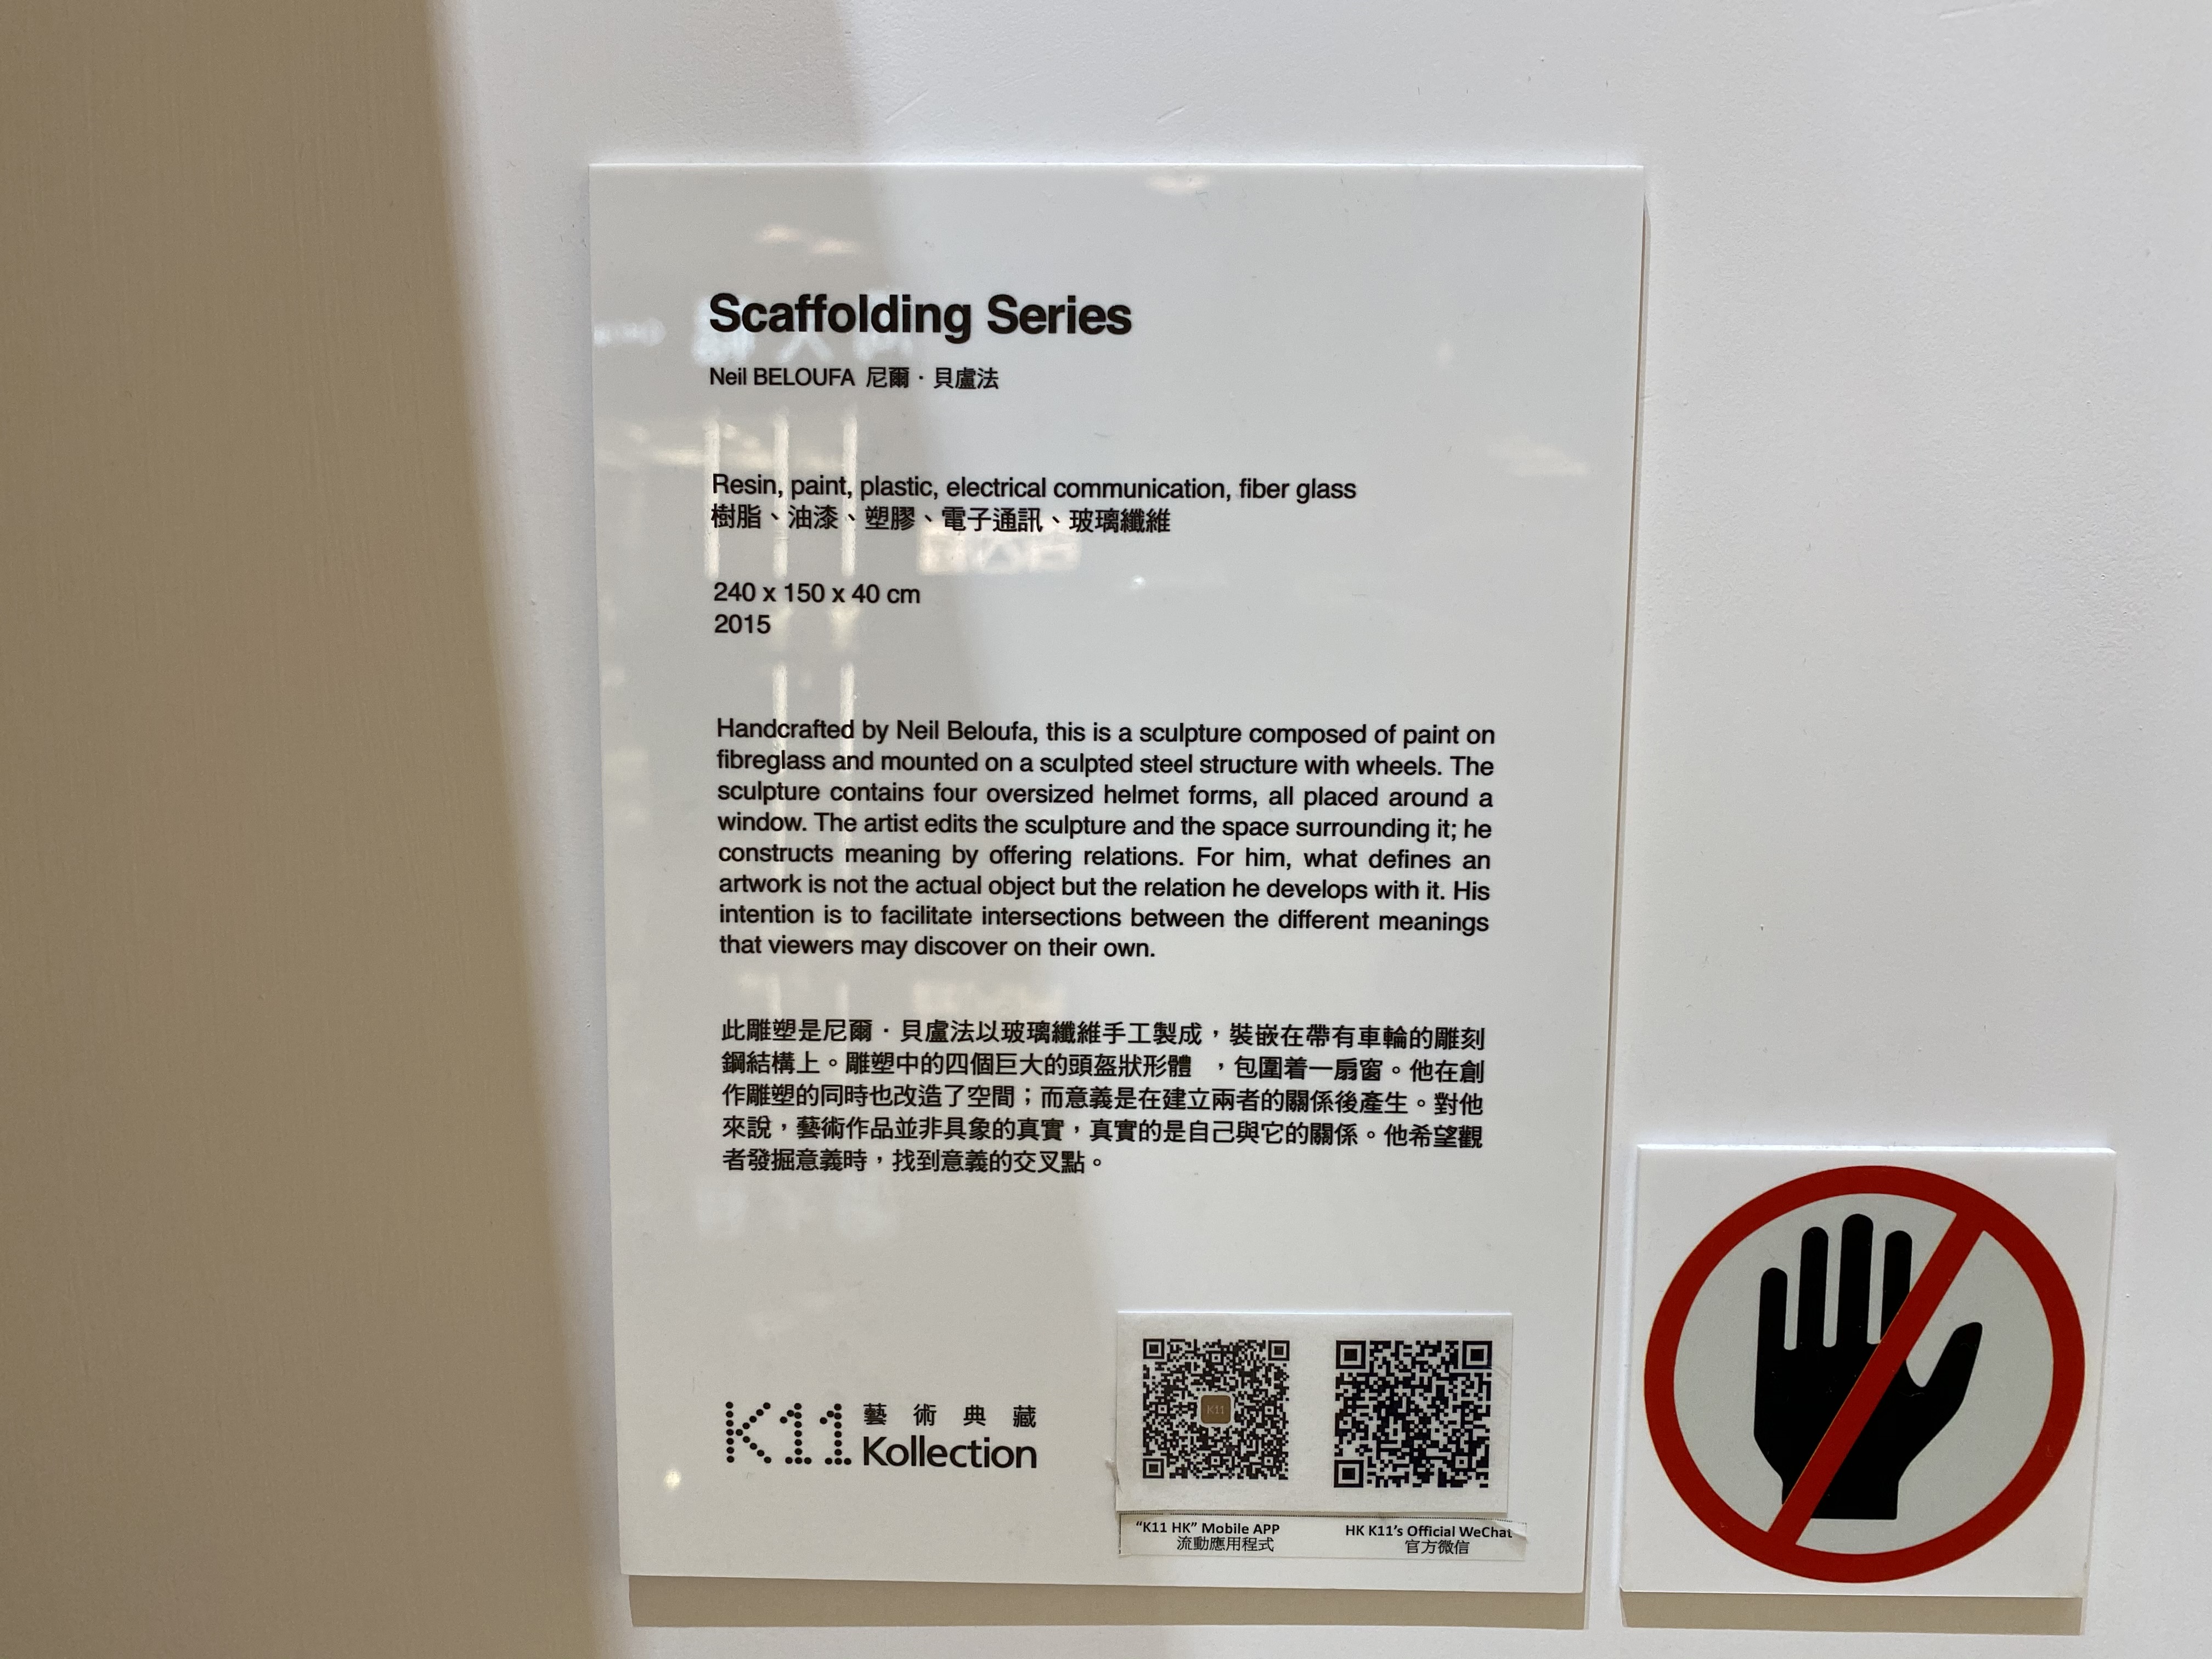 Scaffolding Series
Neil BELOUFA 尼爾・貝盧法
Resin, paint, plastic, electrical communication, fiber glass
樹脂、油漆、塑膠、電子通訊、玻璃纖維
240 x 150 x 40 cm
2015
Handcrafted by Neil Beloufa, this is a sculpture composed of paint on
fibreglass and mounted on a sculpted steel structure with wheels. The
sculpture contains four oversized helmet forms, all placed around a
window. The artist edits the sculpture and the space surrounding it; he
constructs meaning by offering relations. For him, what defines an
artwork is not the actual object but the relation he develops with it. His
intention is to facilitate intersections between the different meanings
that viewers may discover on their own.
此雕塑是尼爾・貝盧法以玻璃纖維手工製成，裝嵌在帶有車輪的雕刻
鋼結構上。雕塑中的四個巨大的頭盔狀形體 ，包圍着一扇窗。他在創
作雕塑的同時也改造了空間；而意義是在建立兩者的關係後產生。對他
來說，藝術作品並非具象的真實，真實的是自己與它的關係。他希望觀
者發掘意義時，找到意義的交叉點。
K11 藝術典藏
Kollection
K11
“K11 HK” Mobile APP
流動應用程式
HK K11’s Official WeChat
官方微信